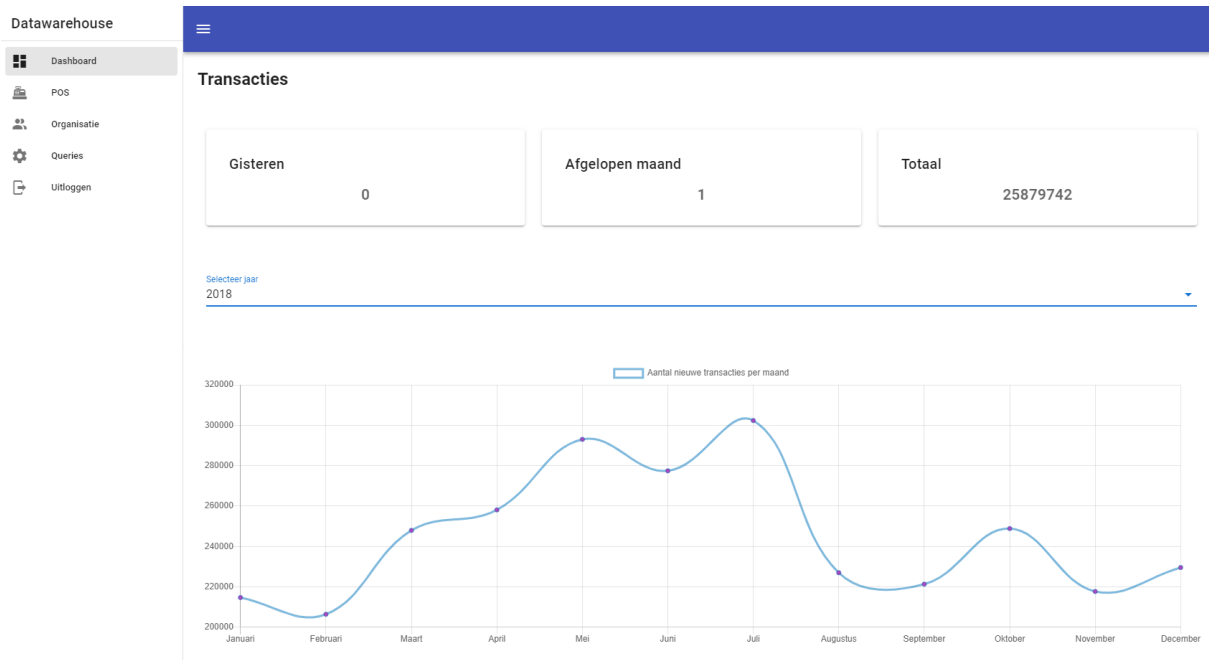 Datawarehouse
Dashboard
POS
Organisatie
Queries
Uitloggen
Transacties
Gisteren
0
Afgelopen maand
1
Totaal
25879742
Selecteer jaar
2018
Aantal nieuwe transacties per maand
320000
300000
280000
260000
240000
220000
200000
Januari Februari Maart April Mei Juni Juli Augustus September Oktober November December